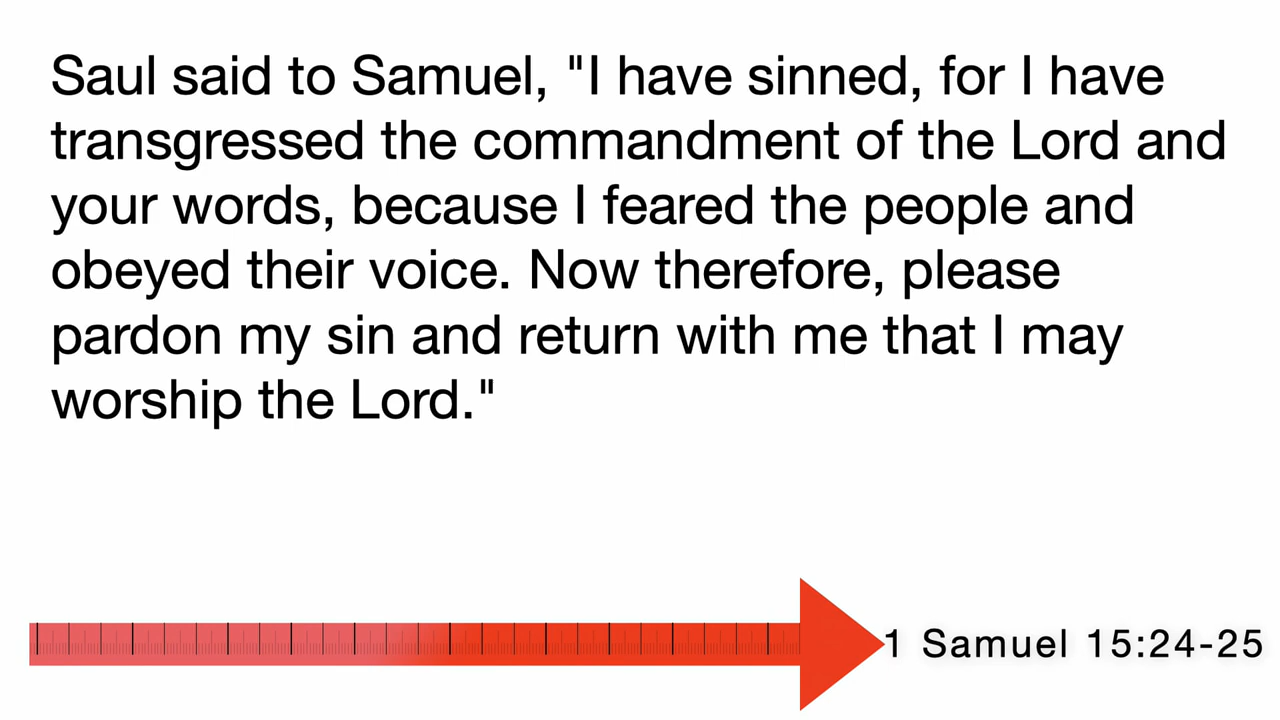 Saul said to Samuel, "I have sinned, for I have
transgressed the commandment of the Lord and
your words, because I feared the people and
obeyed their voice. Now therefore, please
pardon my sin and return with me that I may
worship the Lord."
1 Samuel 15:24-25